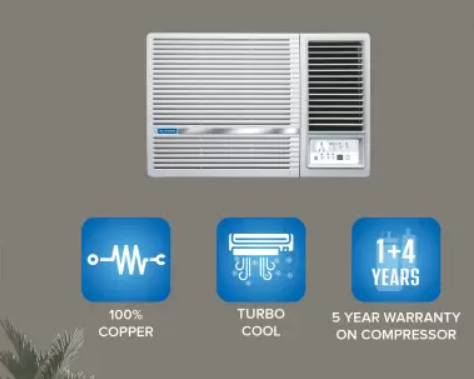 1+4
YEARS
100%
COPPER
TURBO
COOL
5 YEAR WARRANTY
ON COMPRESSOR